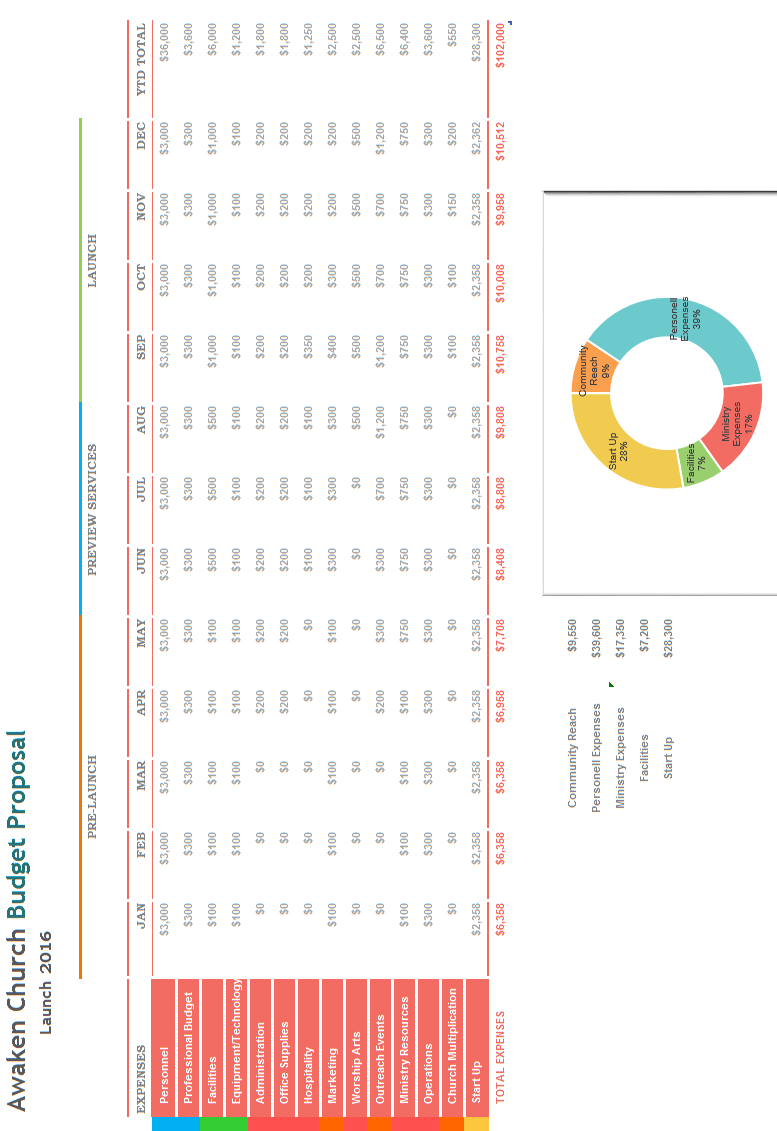 Awaken Church Budget Proposal
Launch 2016
PRE-LAUNCH PREVIEW SERVICES LAUNCH
EXPENSES JAN FEB MAR APR MAY JUN JUL AUG SEP OCT NOV DEC YTD TOTAL
Personnel $3,000 $3,000 $3,000 $3,000 $3,000 $3,000 $3,000 $3,000 $3,000 $3,000 $3,000 $3,000 $36,000
Professional Budget $300 $300 $300 $300 $300 $300 $300 $300 $300 $300 $300 $300 $3,600
Facilities $100 $100 $100 $100 $100 $500 $500 $500 $1,000 $1,000 $1,000 $1,000 $6,000
Equipment/Technology $100 $100 $100 $100 $100 $100 $100 $100 $100 $100 $100 $100 $1,200
Administration $0 $0 $0 $200 $200 $200 $200 $200 $200 $200 $200 $200 $1,800
Office Supplies $0 $0 $0 $200 $200 $200 $200 $200 $200 $200 $200 $200 $1,800
Hospitality $0 $0 $0 $0 $0 $100 $100 $100 $350 $200 $200 $200 $1,250
Marketing $100 $100 $100 $100 $100 $300 $300 $300 $400 $300 $200 $200 $2,500
Worship Arts $0 $0 $0 $0 $0 $0 $0 $500 $500 $500 $500 $500 $2,500
Outreach Events $0 $0 $0 $200 $300 $300 $700 $1,200 $1,200 $700 $700 $1,200 $6,500
Ministry Resources $100 $100 $100 $100 $750 $750 $750 $750 $750 $750 $750 $750 $6,400
Operations $300 $300 $300 $300 $300 $300 $300 $300 $300 $300 $300 $300 $3,600
Church Multiplication $0 $0 $0 $0 $0 $0 $0 $0 $100 $100 $150 $200 $550
Start Up $2,358 $2,358 $2,358 $2,358 $2,358 $2,358 $2,358 $2,358 $2,358 $2,358 $2,358 $2,362 $28,300
TOTAL EXPENSES $6,358 $6,358 $6,358 $6,958 $7,708 $8,408 $8,808 $9,808 $10,758 $10,008 $9,958 $10,512 $102,000
Community Reach $9,550
Personell Expenses $39,600
Ministry Expenses $17,350
Facilities $7,200
Start Up $28,300
Community
Reach
9%
Personell
Expenses
39%
Start Up
28%
Facilities
7%
Ministry
Expenses
17%